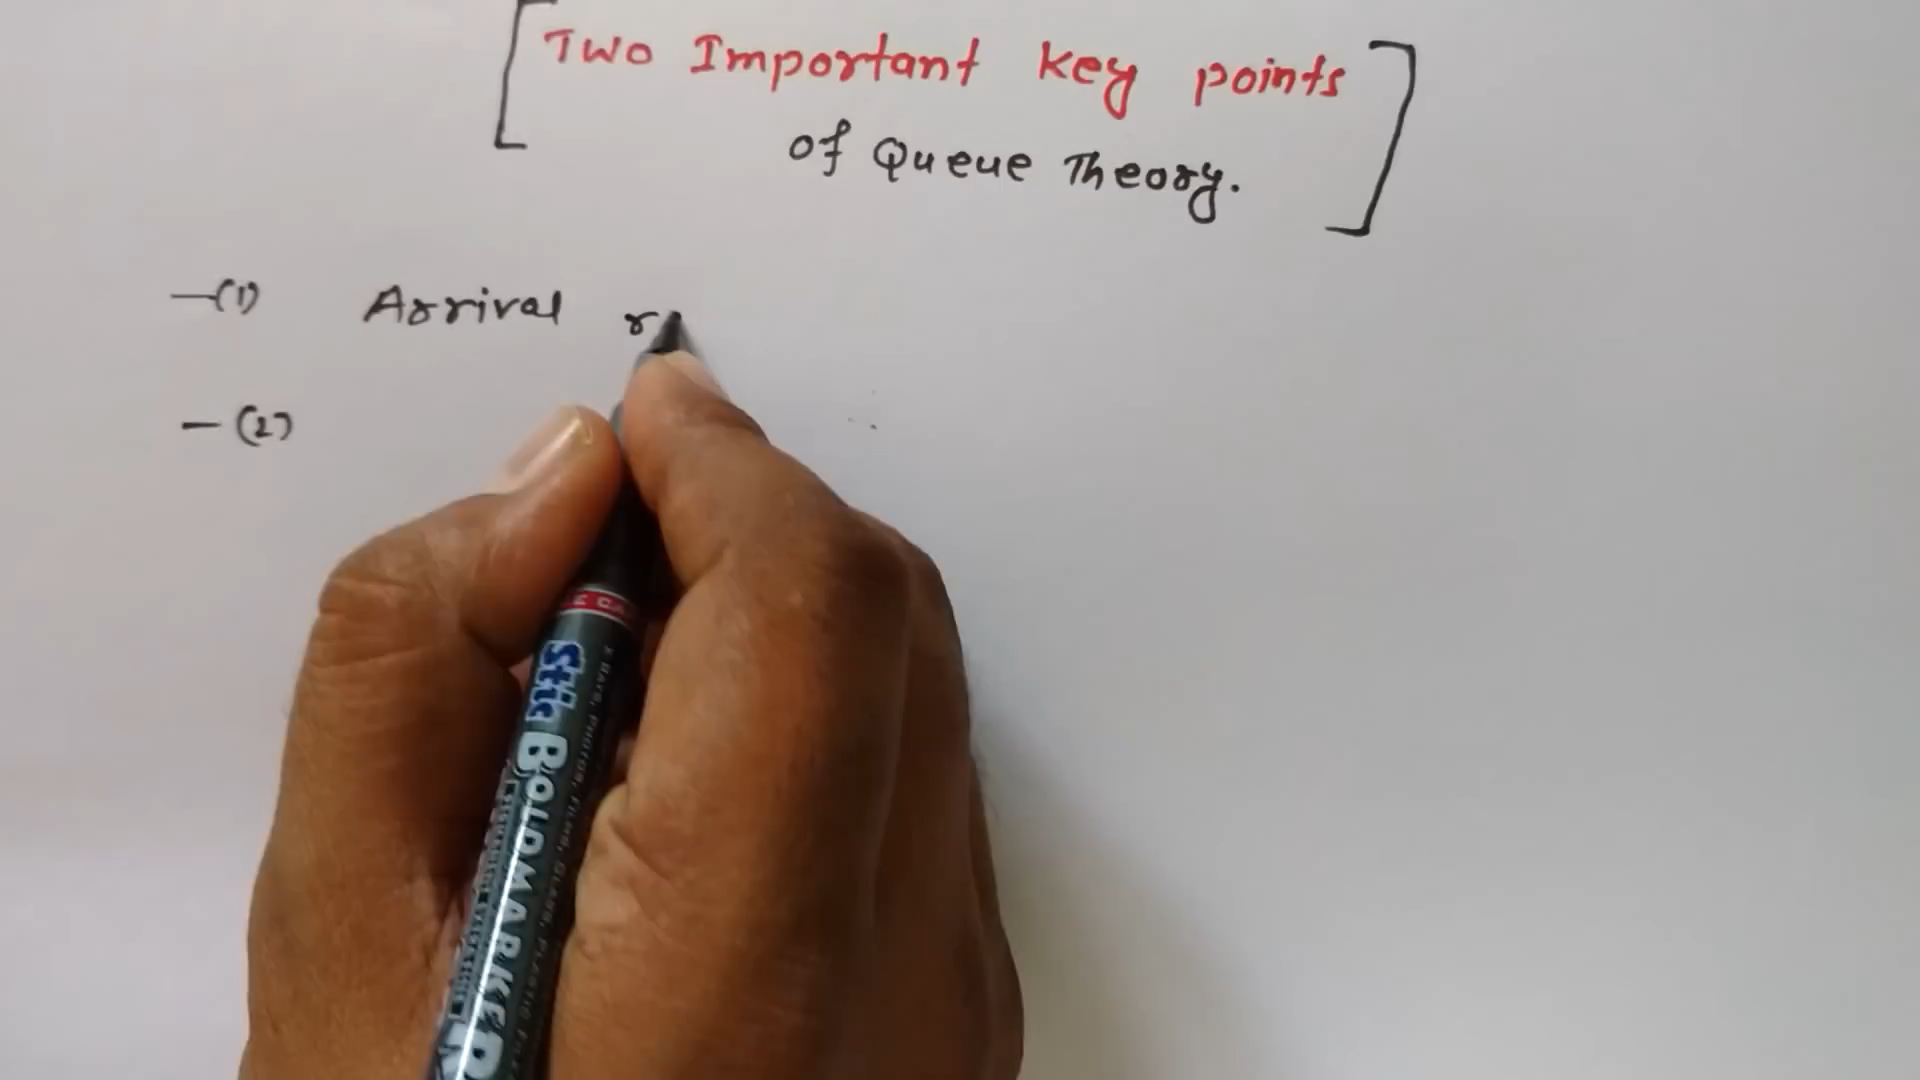 Two Important key points
of Queue Theory.
—(1) Arrival r
—(2)
Stic BOLDMARKER